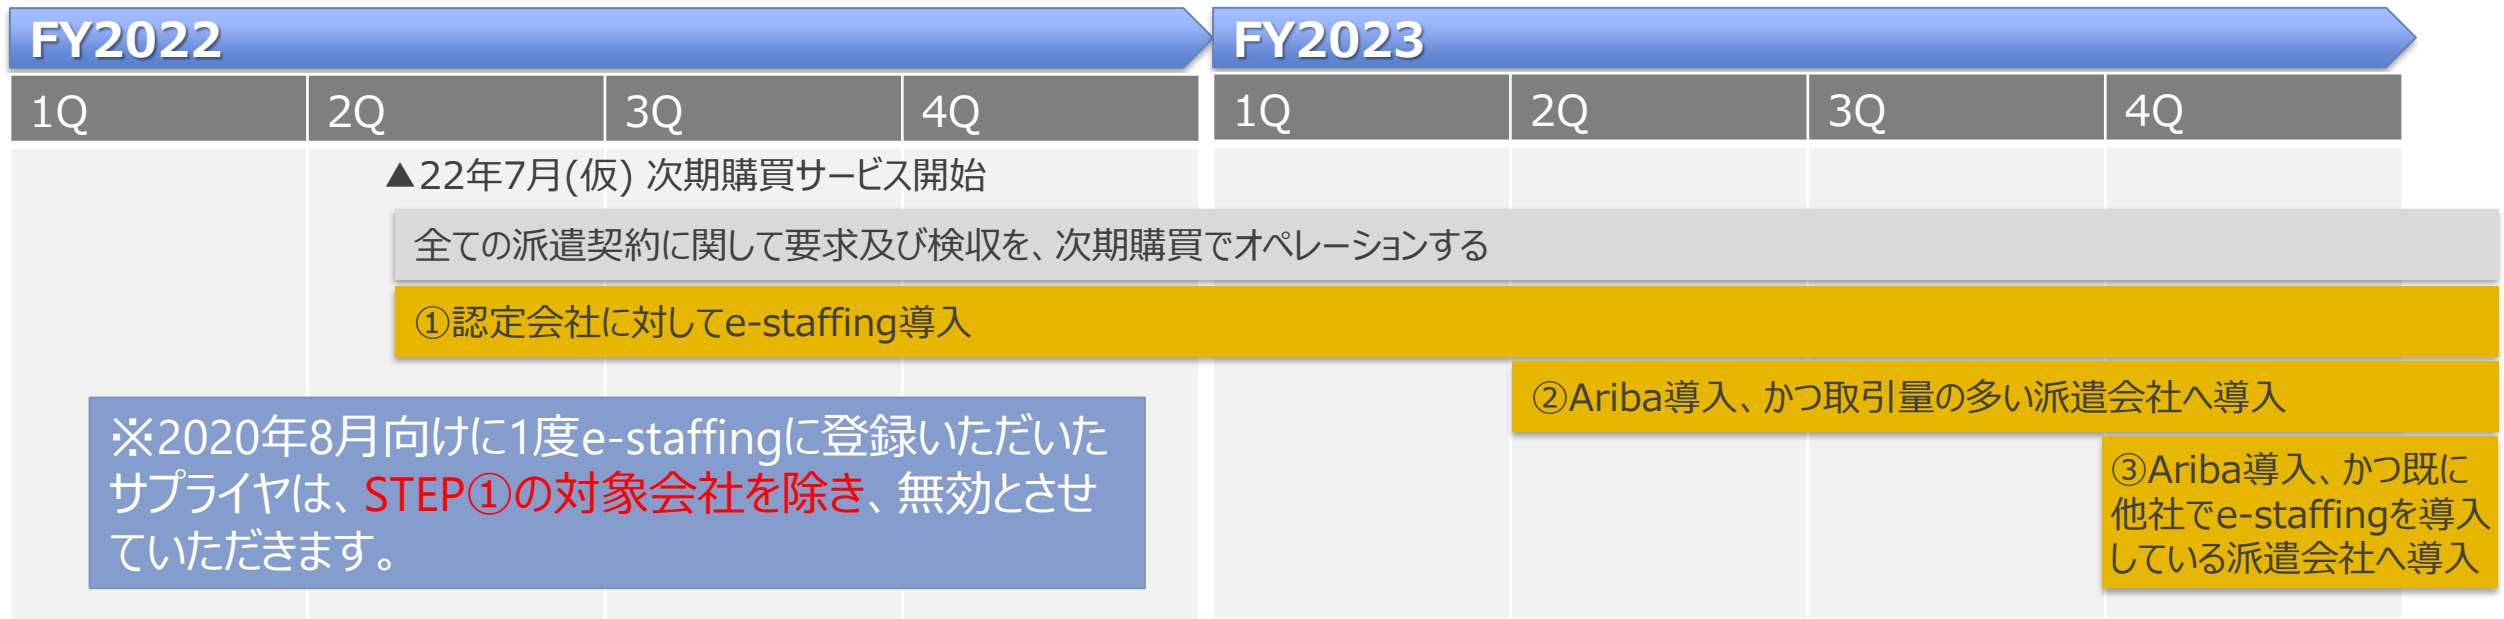 FY2022
FY2023
1Q
2Q
3Q
4Q
1Q
2Q
3Q
4Q
▲22年7月(仮) 次期購買サービス開始
全ての派遣契約に関して要求及び検収を、次期購買でオペレーションする
①認定会社に対してe-staffing導入
②Ariba導入、かつ取引量の多い派遣会社へ導入
③Ariba導入、かつ既に
他社でe-staffingを導入
している派遣会社へ導入
※2020年8月向けに1度e-staffingに登録いただいた
サプライヤは、STEP①の対象会社を除き、無効とさせ
ていただきます。